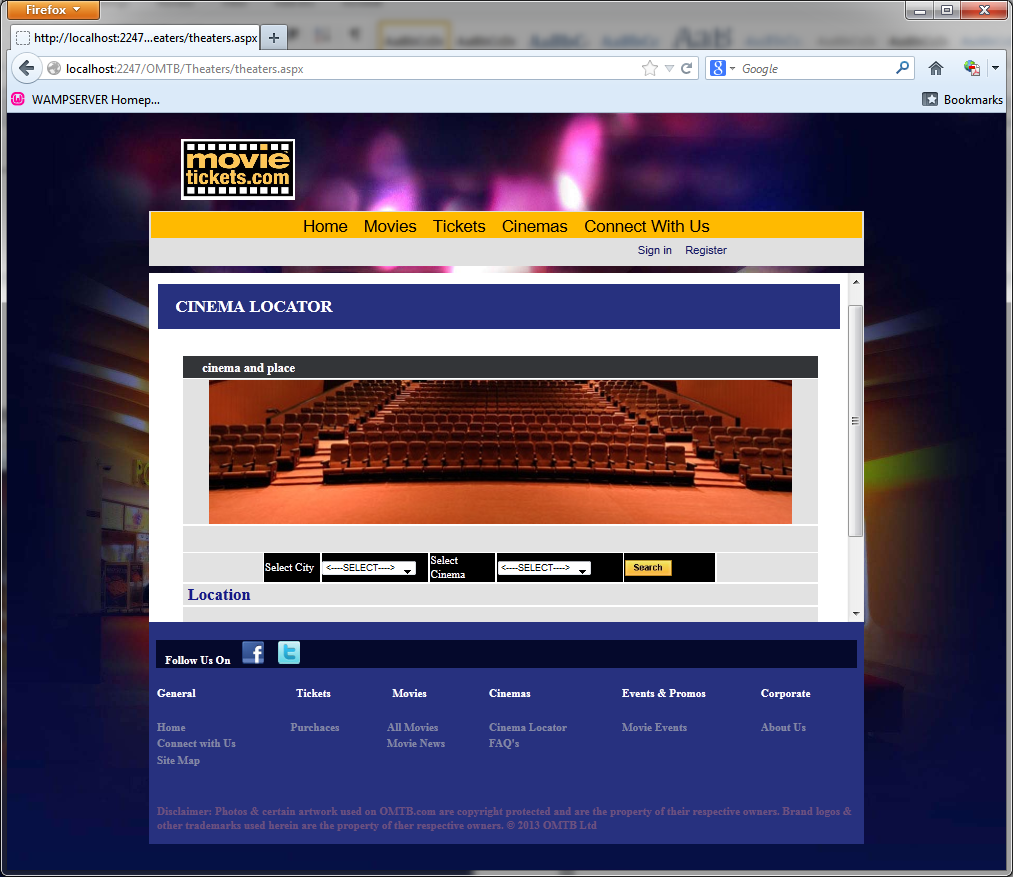 Firefox
http://localhost:2247...eaters/theaters.aspx
localhost:2247/OMTB/Theaters/theaters.aspx
Google
WAMPSERVER Homep...
Bookmarks
movie
tickets.com
Home Movies Tickets Cinemas Connect With Us
Sign in Register
CINEMA LOCATOR
cinema and place
Select City <----SELECT----> Select Cinema <----SELECT----> Search
Location
Follow Us On
General Tickets Movies Cinemas Events & Promos Corporate
Home Purchaces All Movies Cinema Locator Movie Events About Us
Connect with Us Movie News FAQ's
Site Map
Disclaimer: Photos & certain artwork used on OMTB.com are copyright protected and are the property of their respective owners. Brand logos &
other trademarks used herein are the property of ther respective owners. © 2013 OMTB Ltd